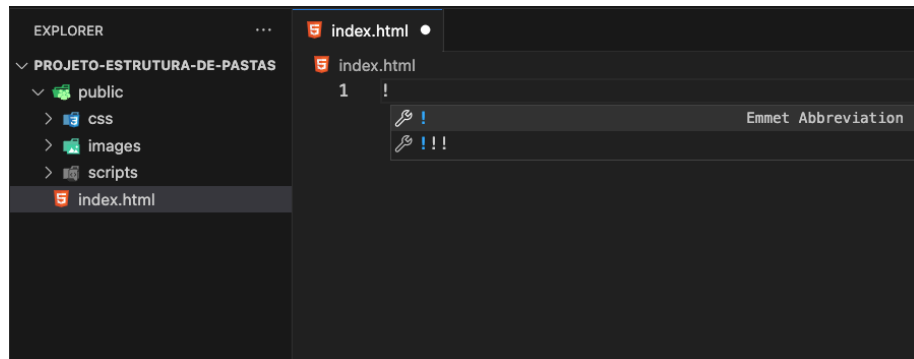 EXPLORER
PROJETO-ESTRUTURA-DE-PASTAS
public
css
images
scripts
index.html
index.html
index.html
1 !
! Emmet Abbreviation
!!!